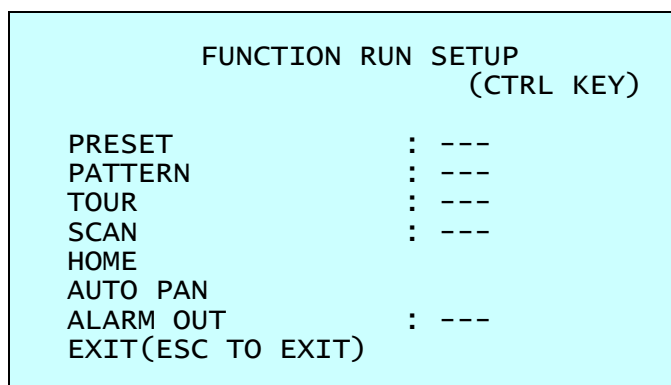 FUNCTION RUN SETUP
(CTRL KEY)
PRESET : ---
PATTERN : ---
TOUR : ---
SCAN : ---
HOME
AUTO PAN
ALARM OUT : ---
EXIT(ESC TO EXIT)